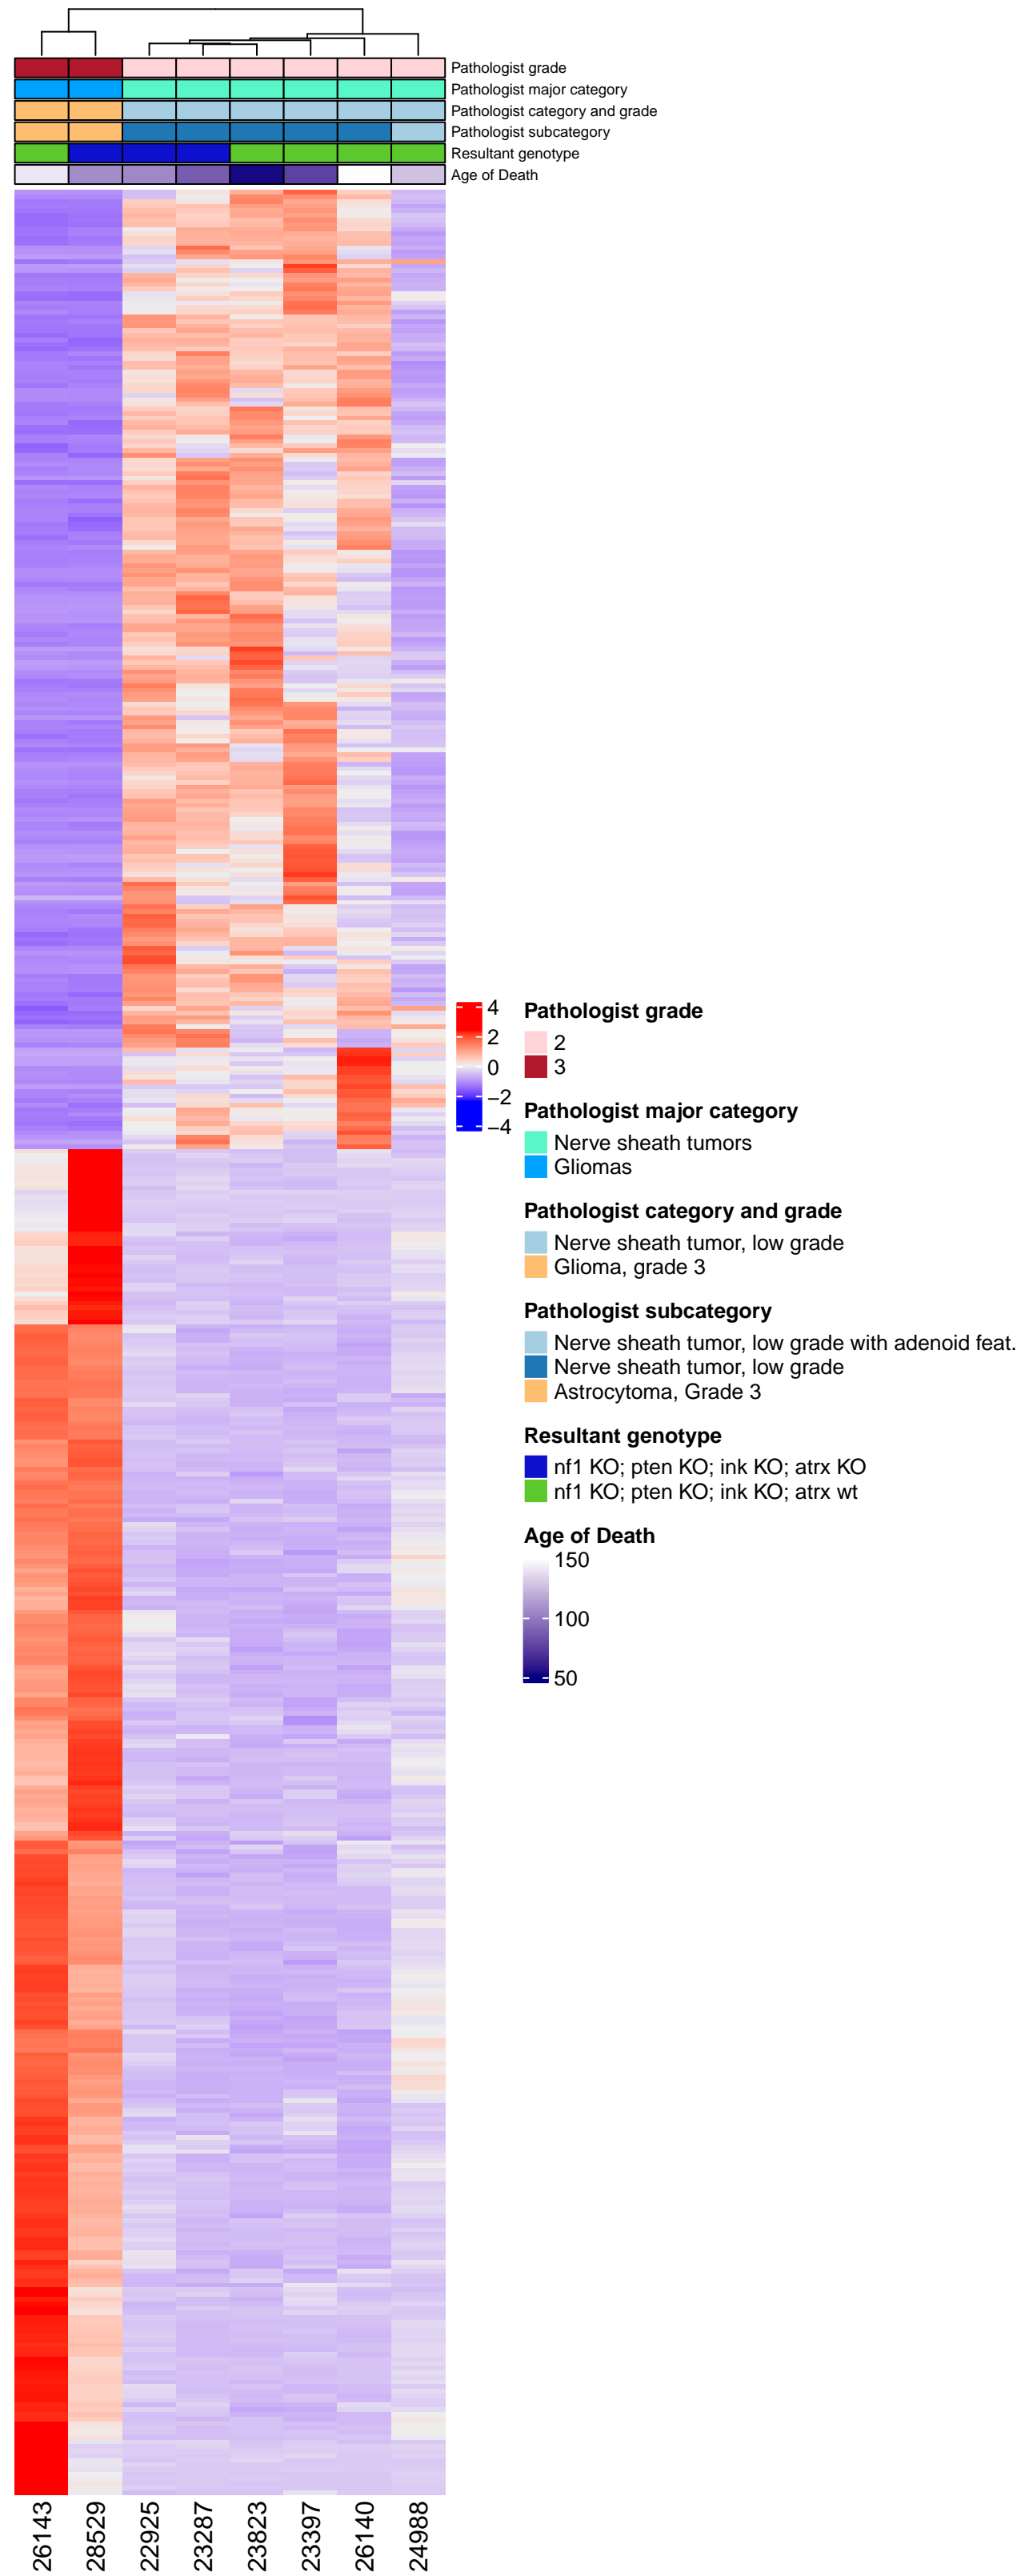 Pathologist grade
Pathologist major category
Pathologist category and grade
Pathologist subcategory
Resultant genotype
Age of Death
4
2
0
−2
−4
Pathologist grade
2
3
Pathologist major category
Nerve sheath tumors
Gliomas
Pathologist category and grade
Nerve sheath tumor, low grade
Glioma, grade 3
Pathologist subcategory
Nerve sheath tumor, low grade with adenoid feat.
Nerve sheath tumor, low grade
Astrocytoma, Grade 3
Resultant genotype
nf1 KO; pten KO; ink KO; atrx KO
nf1 KO; pten KO; ink KO; atrx wt
Age of Death
150
100
50
26143
28529
22925
23287
23823
23397
26140
24988